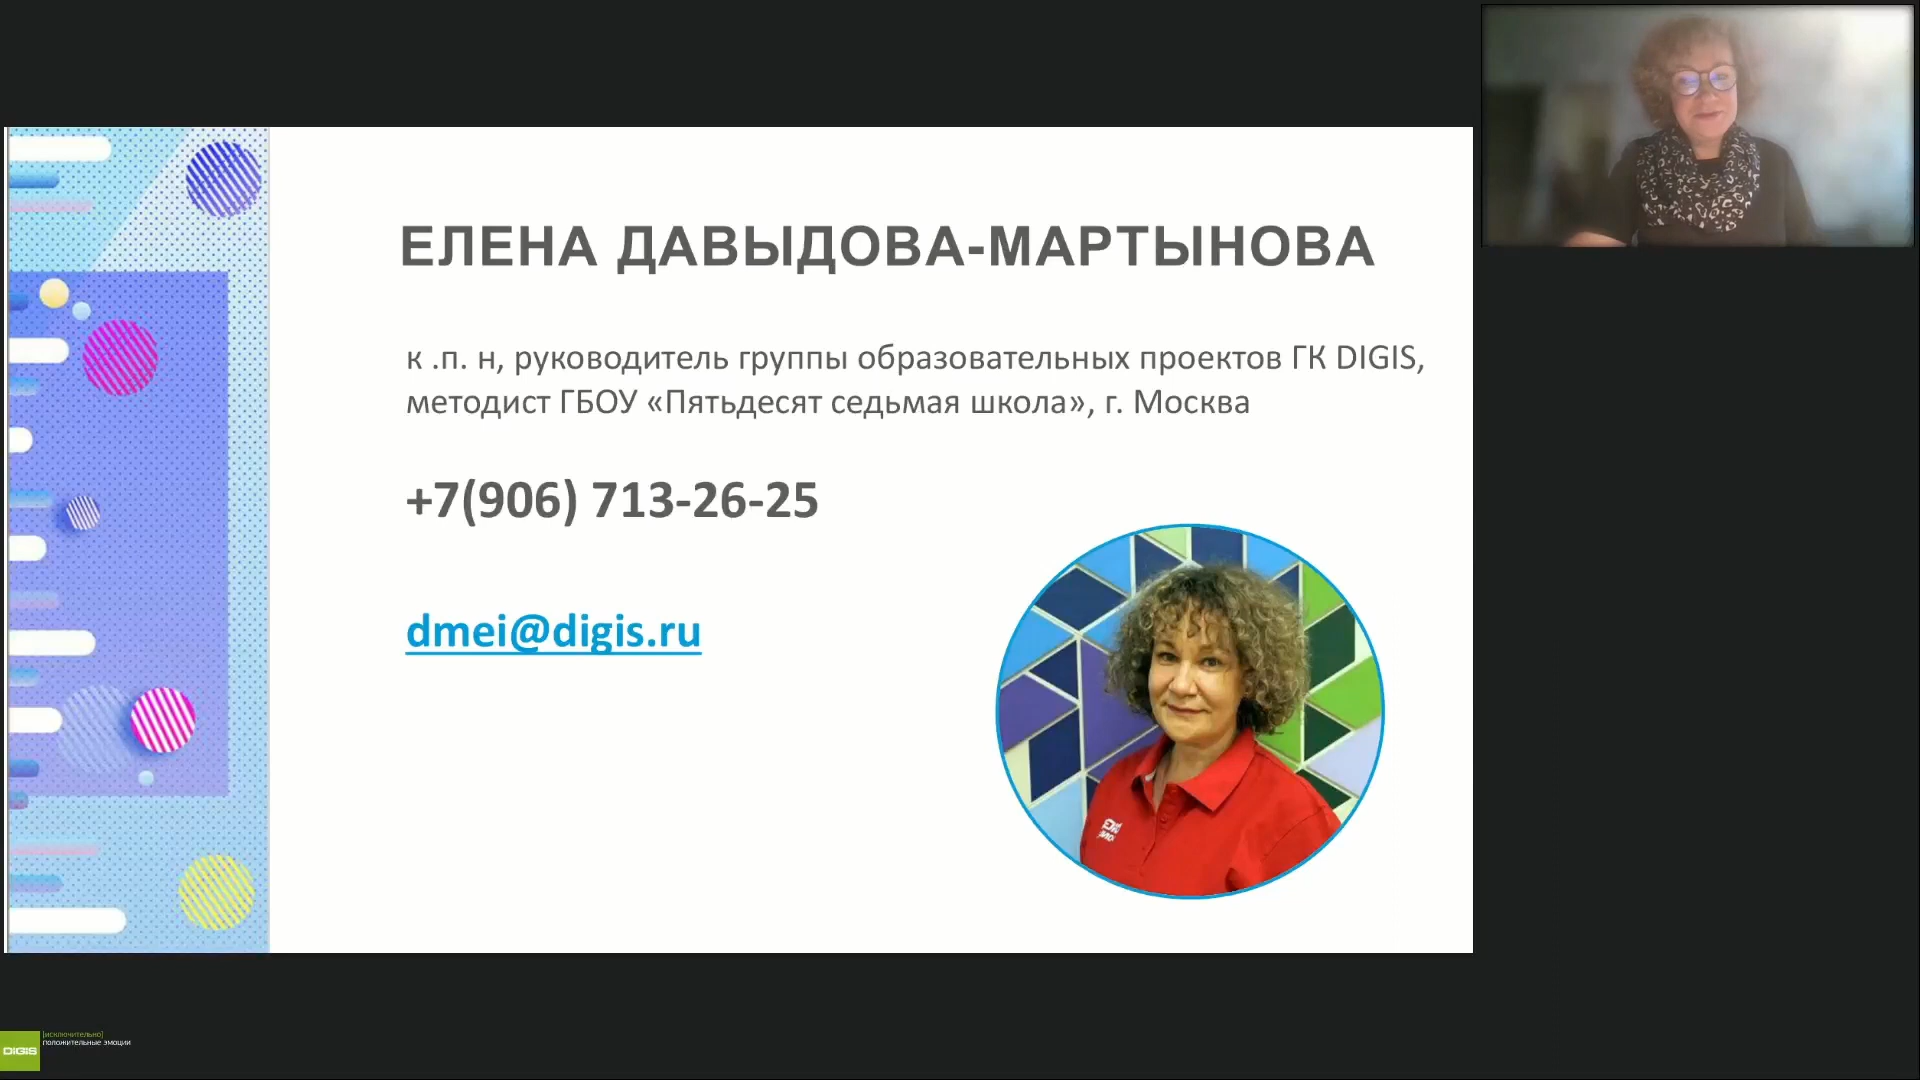 ЕЛЕНА ДАВЫДОВА-МАРТЫНОВА
к .п. н, руководитель группы образовательных проектов ГК DIGIS,
методист ГБОУ «Пятьдесят седьмая школа», г. Москва
+7(906) 713-26-25
dmei@digis.ru
DIGIS
[исключительно]
положительные эмоции